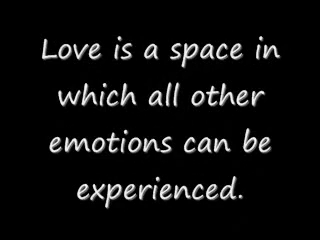 Love is a space in
which all other
emotions can be
experienced.